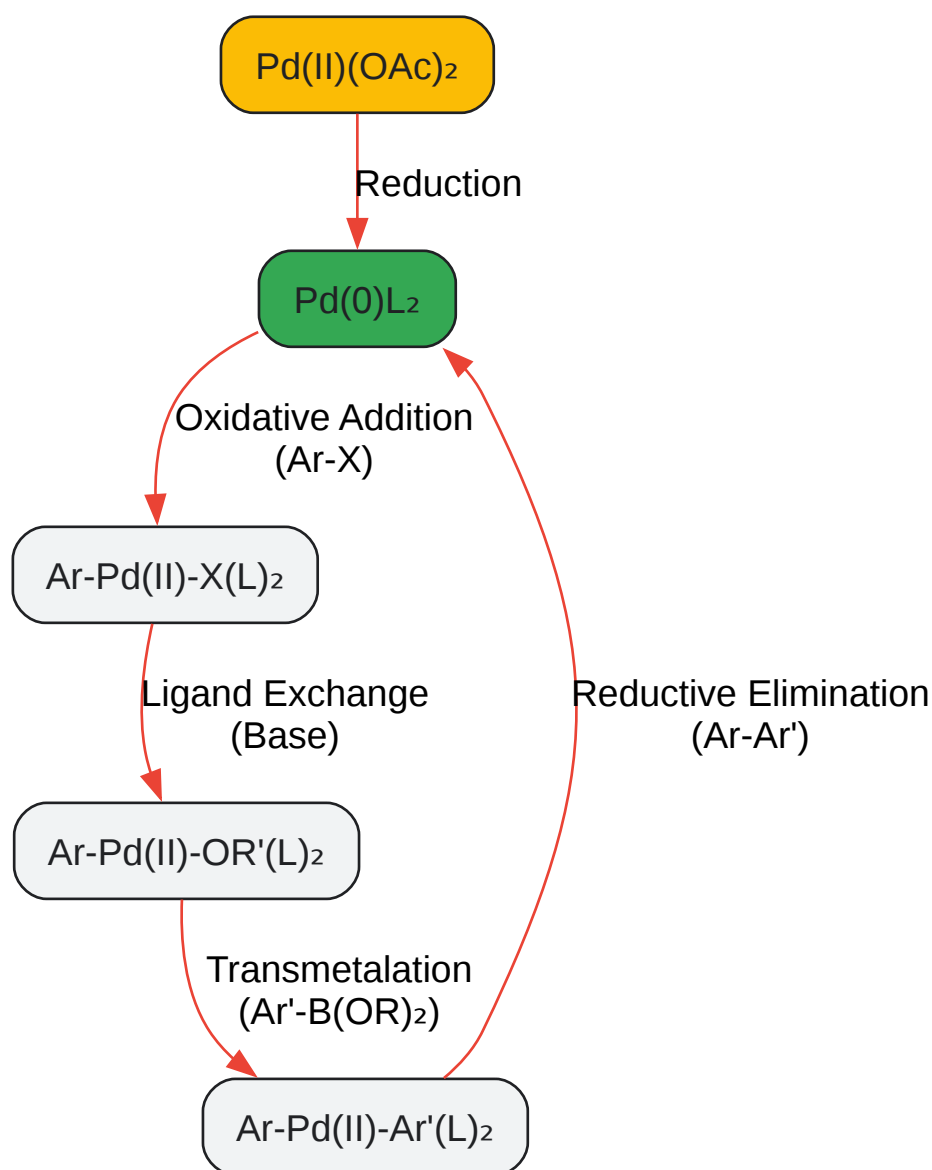 Pd(II)(OAc)₂
Reduction
Pd(0)L₂
Oxidative Addition
(Ar-X)
Ar-Pd(II)-X(L)₂
Ligand Exchange
(Base)
Reductive Elimination
(Ar-Ar')
Ar-Pd(II)-OR'(L)₂
Transmetalation
(Ar'-B(OR)₂)
Ar-Pd(II)-Ar'(L)₂